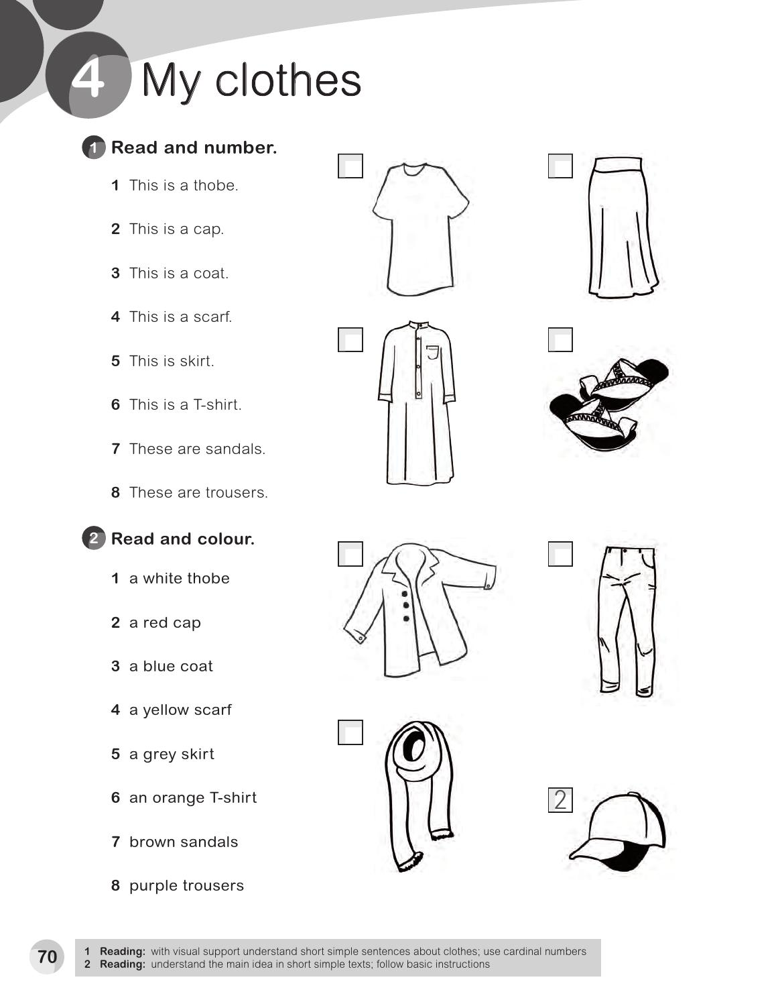 4 My clothes
1 Read and number.
1 This is a thobe.
2 This is a cap.
3 This is a coat.
4 This is a scarf.
5 This is skirt.
6 This is a T-shirt.
7 These are sandals.
8 These are trousers.
2 Read and colour.
1 a white thobe
2 a red cap
3 a blue coat
4 a yellow scarf
5 a grey skirt
6 an orange T-shirt
7 brown sandals
8 purple trousers
2
70
1 Reading: with visual support understand short simple sentences about clothes; use cardinal numbers
2 Reading: understand the main idea in short simple texts; follow basic instructions